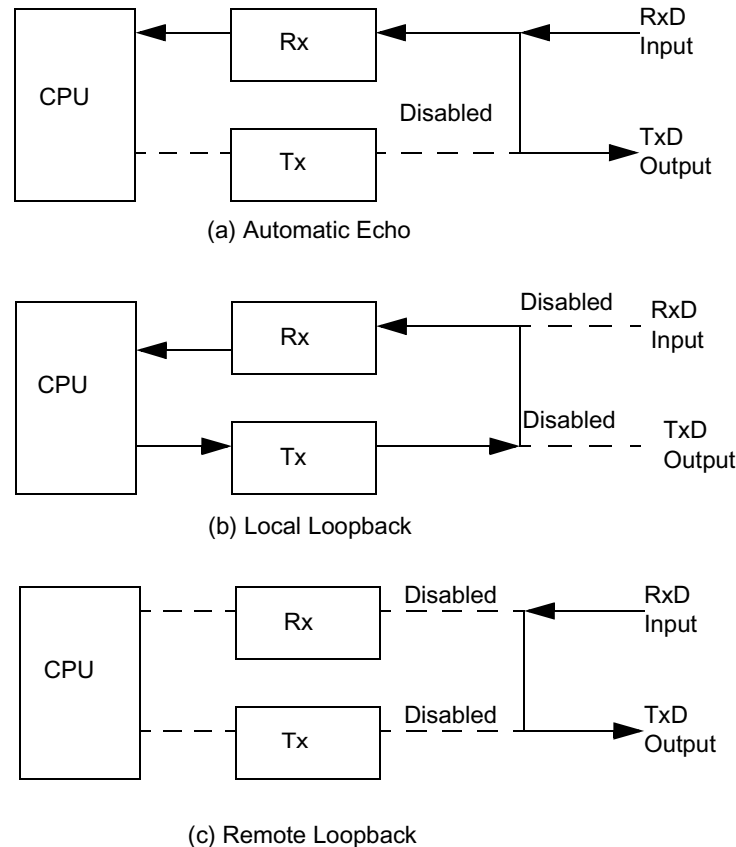 RxD
Input
Rx
CPU
Disabled
TxD
Output
Tx
(a) Automatic Echo
Disabled
RxD
Input
Rx
CPU
Disabled
TxD
Output
Tx
(b) Local Loopback
Disabled
RxD
Input
Rx
CPU
Disabled
TxD
Output
Tx
(c) Remote Loopback